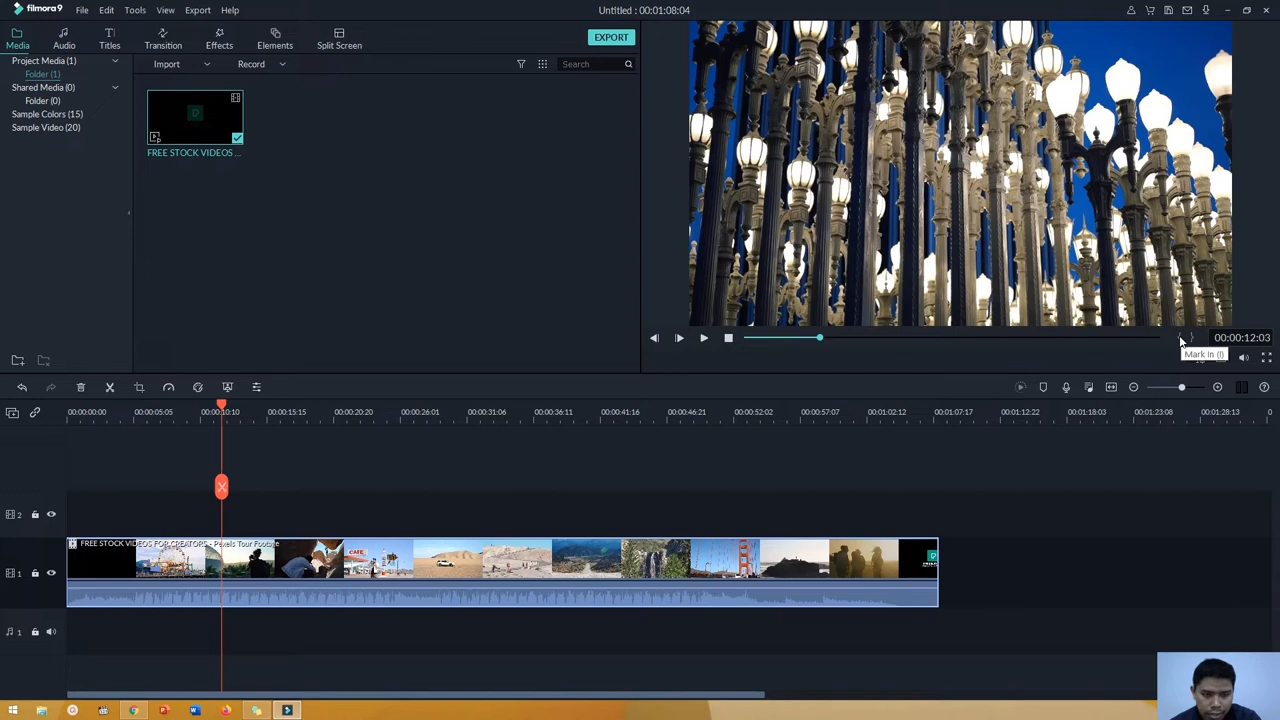 filmora9 File Edit Tools View Export Help Untitled : 00:01:08:04
Media Audio Titles Transition Effects Elements Split Screen EXPORT
Project Media (1) Import Record Search
Folder (1)
Shared Media (0)
Folder (0)
Sample Colors (15)
Sample Video (20)
FREE STOCK VIDEOS ...
00:00:12:03
Mark In (I)
00:00:00:00 00:00:05:05 00:00:10:10 00:00:15:15 00:00:20:20 00:00:26:01 00:00:31:06 00:00:36:11 00:00:41:16 00:00:46:21 00:00:52:02 00:00:57:07 00:01:02:12 00:01:07:17 00:01:12:22 00:01:18:03 00:01:23:08 00:01:28:13 0
2
FREE STOCK VIDEOS FOR CREATORS - Pexels Tour Footage
CAFE
1
1